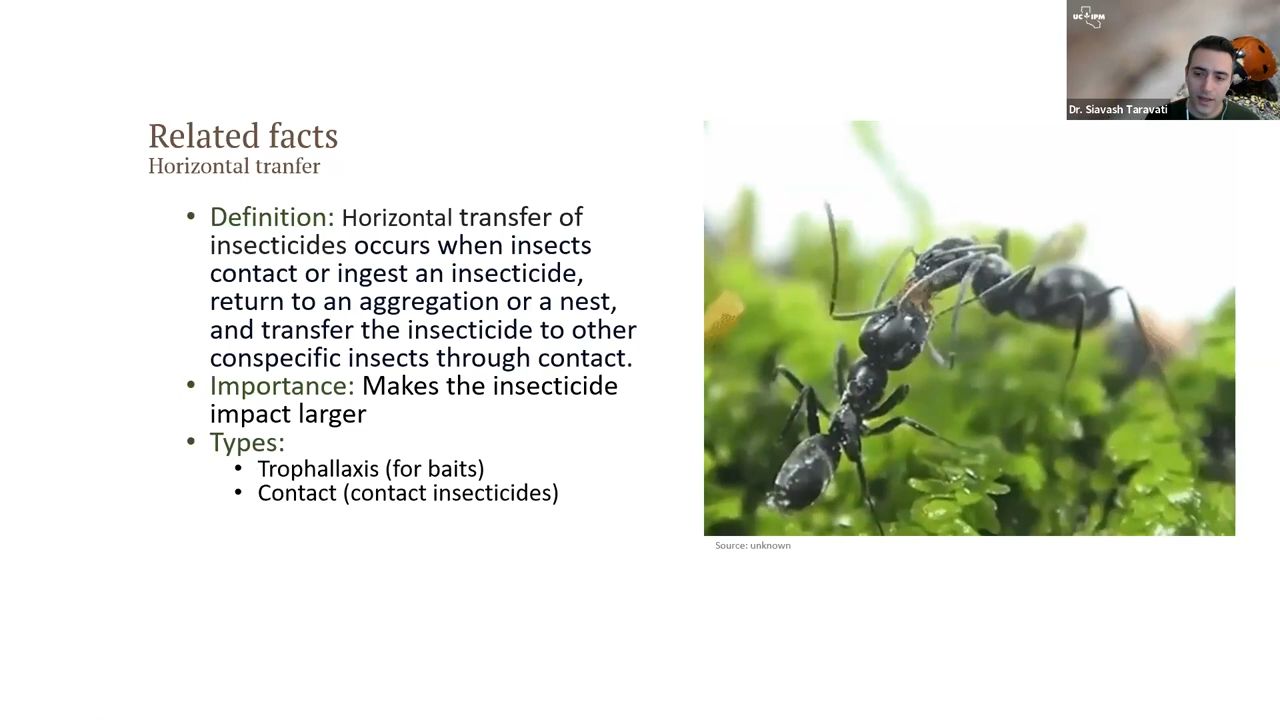 UC IPM
Dr. Siavash Taravati
Related facts
Horizontal tranfer
• Definition: Horizontal transfer of
insecticides occurs when insects
contact or ingest an insecticide,
return to an aggregation or a nest,
and transfer the insecticide to other
conspecific insects through contact.
• Importance: Makes the insecticide
impact larger
• Types:
• Trophallaxis (for baits)
• Contact (contact insecticides)
Source: unknown